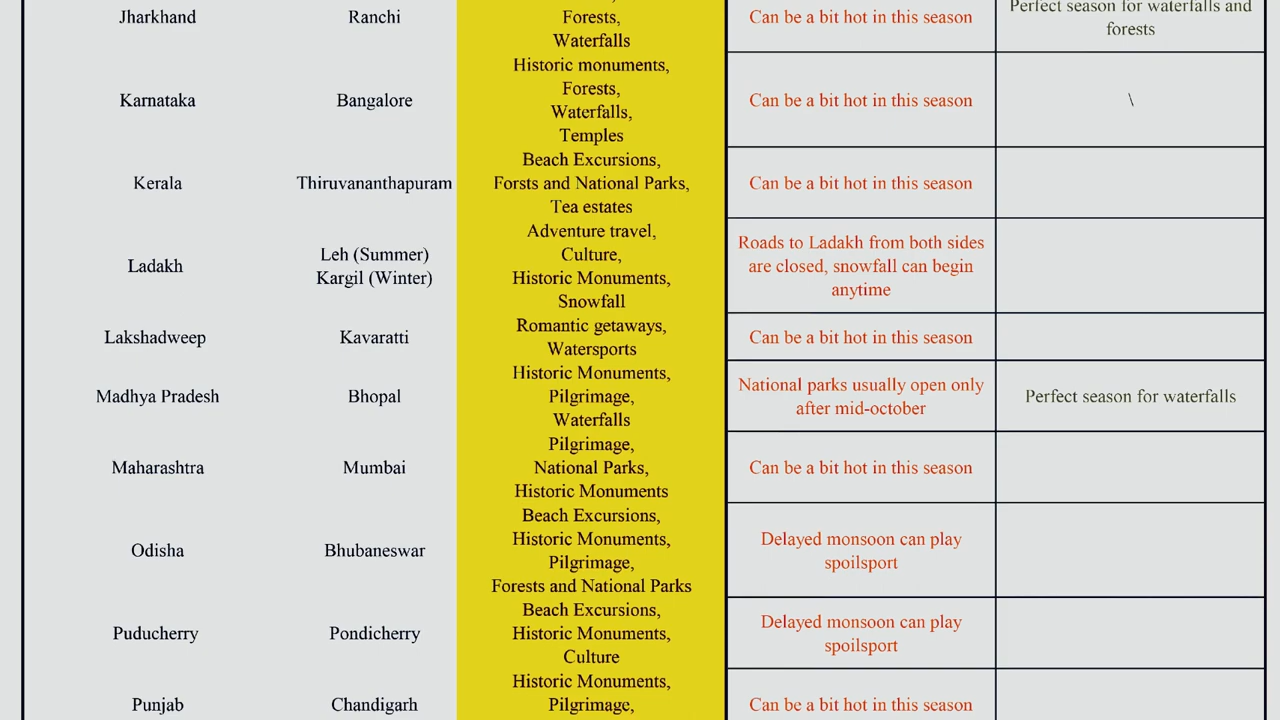 Jharkhand
Ranchi
Forests,
Waterfalls
Can be a bit hot in this season
Perfect season for waterfalls and
forests
Karnataka
Bangalore
Historic monuments,
Forests,
Waterfalls,
Temples
Can be a bit hot in this season
\
Kerala
Thiruvananthapuram
Beach Excursions,
Forsts and National Parks,
Tea estates
Can be a bit hot in this season
Ladakh
Leh (Summer)
Kargil (Winter)
Adventure travel,
Culture,
Historic Monuments,
Snowfall
Roads to Ladakh from both sides
are closed, snowfall can begin
anytime
Lakshadweep
Kavaratti
Romantic getaways,
Watersports
Can be a bit hot in this season
Madhya Pradesh
Bhopal
Historic Monuments,
Pilgrimage,
Waterfalls
National parks usually open only
after mid-october
Perfect season for waterfalls
Maharashtra
Mumbai
Pilgrimage,
National Parks,
Historic Monuments
Can be a bit hot in this season
Odisha
Bhubaneswar
Beach Excursions,
Historic Monuments,
Pilgrimage,
Forests and National Parks
Delayed monsoon can play
spoilsport
Puducherry
Pondicherry
Beach Excursions,
Historic Monuments,
Culture
Delayed monsoon can play
spoilsport
Punjab
Chandigarh
Historic Monuments,
Pilgrimage,
Can be a bit hot in this season